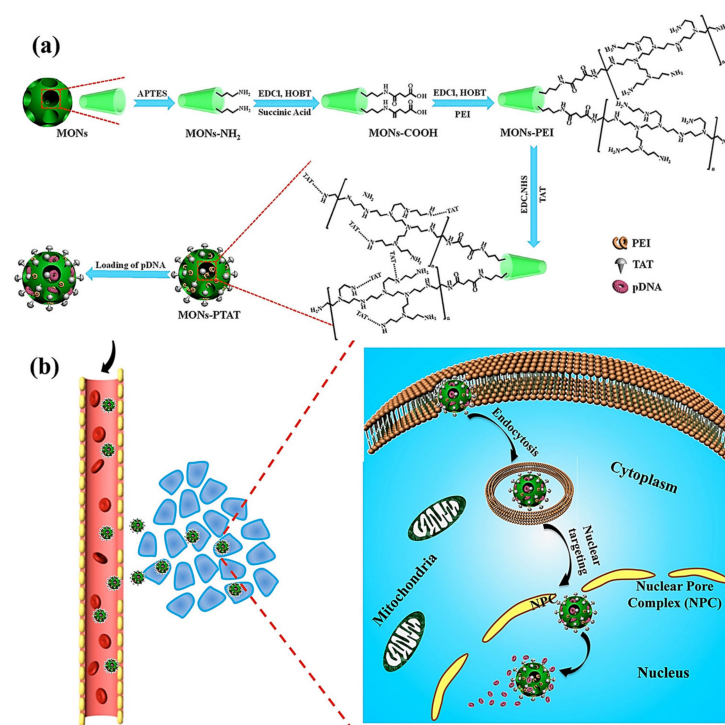 (a)
APTES
EDCI, HOBT
Succinic Acid
EDCI, HOBT
PEI
MONs
MONs-NH2
MONs-COOH
MONs-PEI
EDC,NHS
TAT
Loading of pDNA
MONs-PTAT
PEI
TAT
pDNA
(b)
Endocytosis
Cytoplasm
Nuclear
targeting
Mitochondria
NPC
Nuclear Pore
Complex (NPC)
Nucleus